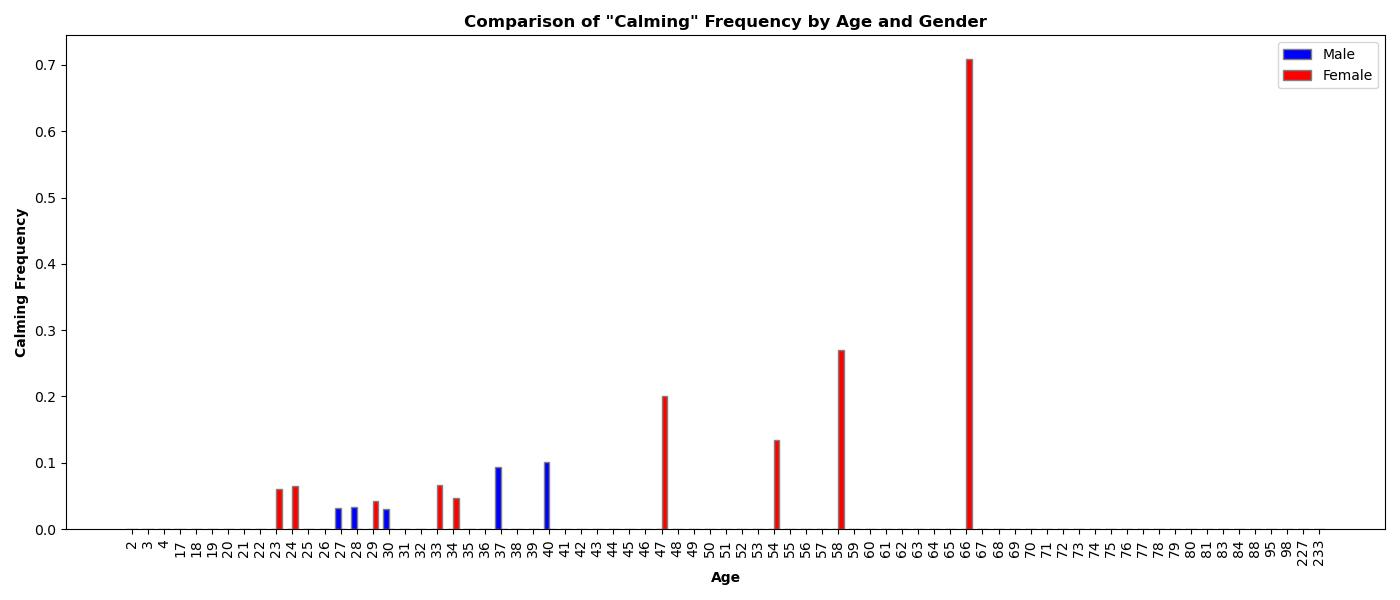 Comparison of "Calming" Frequency by Age and Gender
Male
Female
Calming Frequency
0.7
0.6
0.5
0.4
0.3
0.2
0.1
0.0
2 3 4 17 18 19 20 21 22 23 24 25 26 27 28 29 30 31 32 33 34 35 36 37 38 39 40 41 42 43 44 45 46 47 48 49 50 51 52 53 54 55 56 57 58 59 60 61 62 63 64 65 66 67 68 69 70 71 72 73 74 75 76 77 78 79 80 81 83 84 88 95 98 227 233
Age